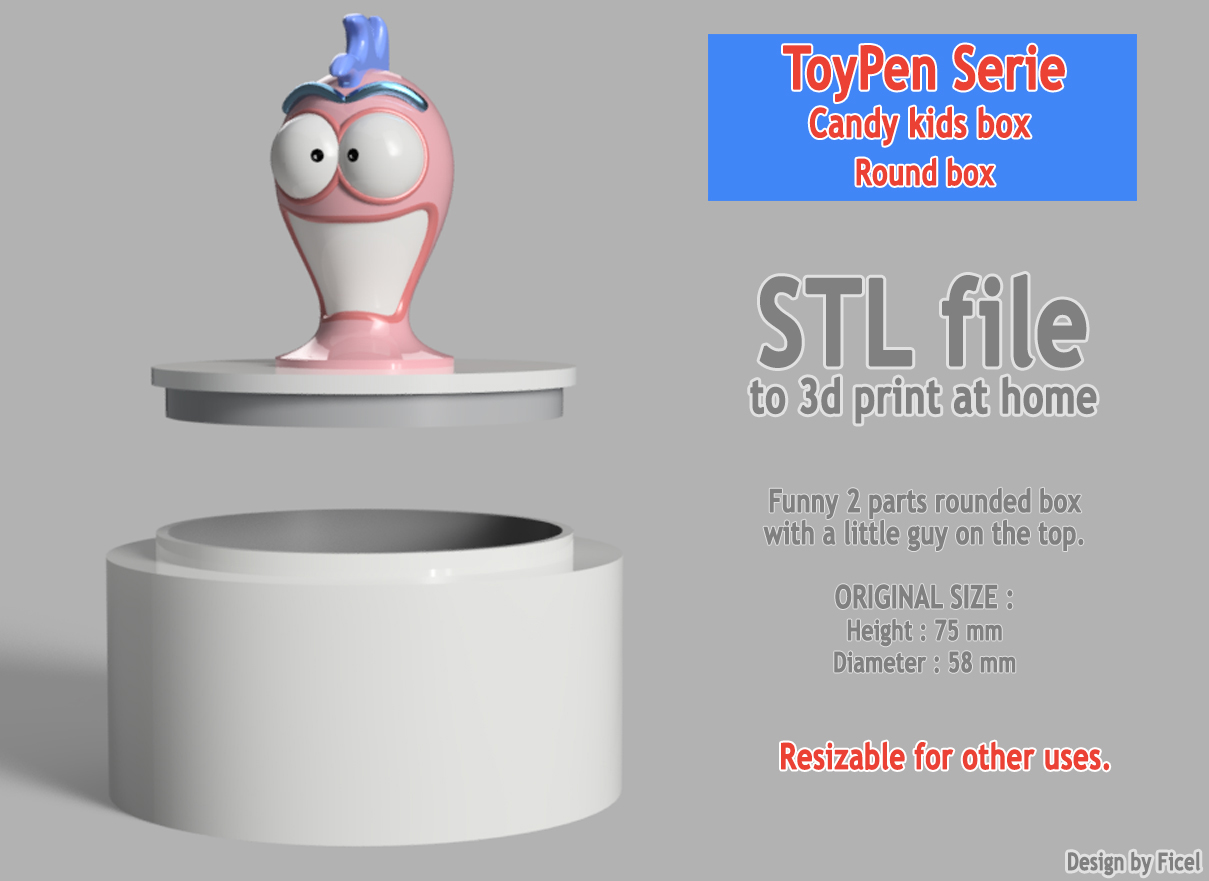 ToyPen Serie
Candy kids box
Round box
STL file
to 3d print at home
Funny 2 parts rounded box
with a little guy on the top.
ORIGINAL SIZE :
Height : 75 mm
Diameter : 58 mm
Resizable for other uses.
Design by Ficel